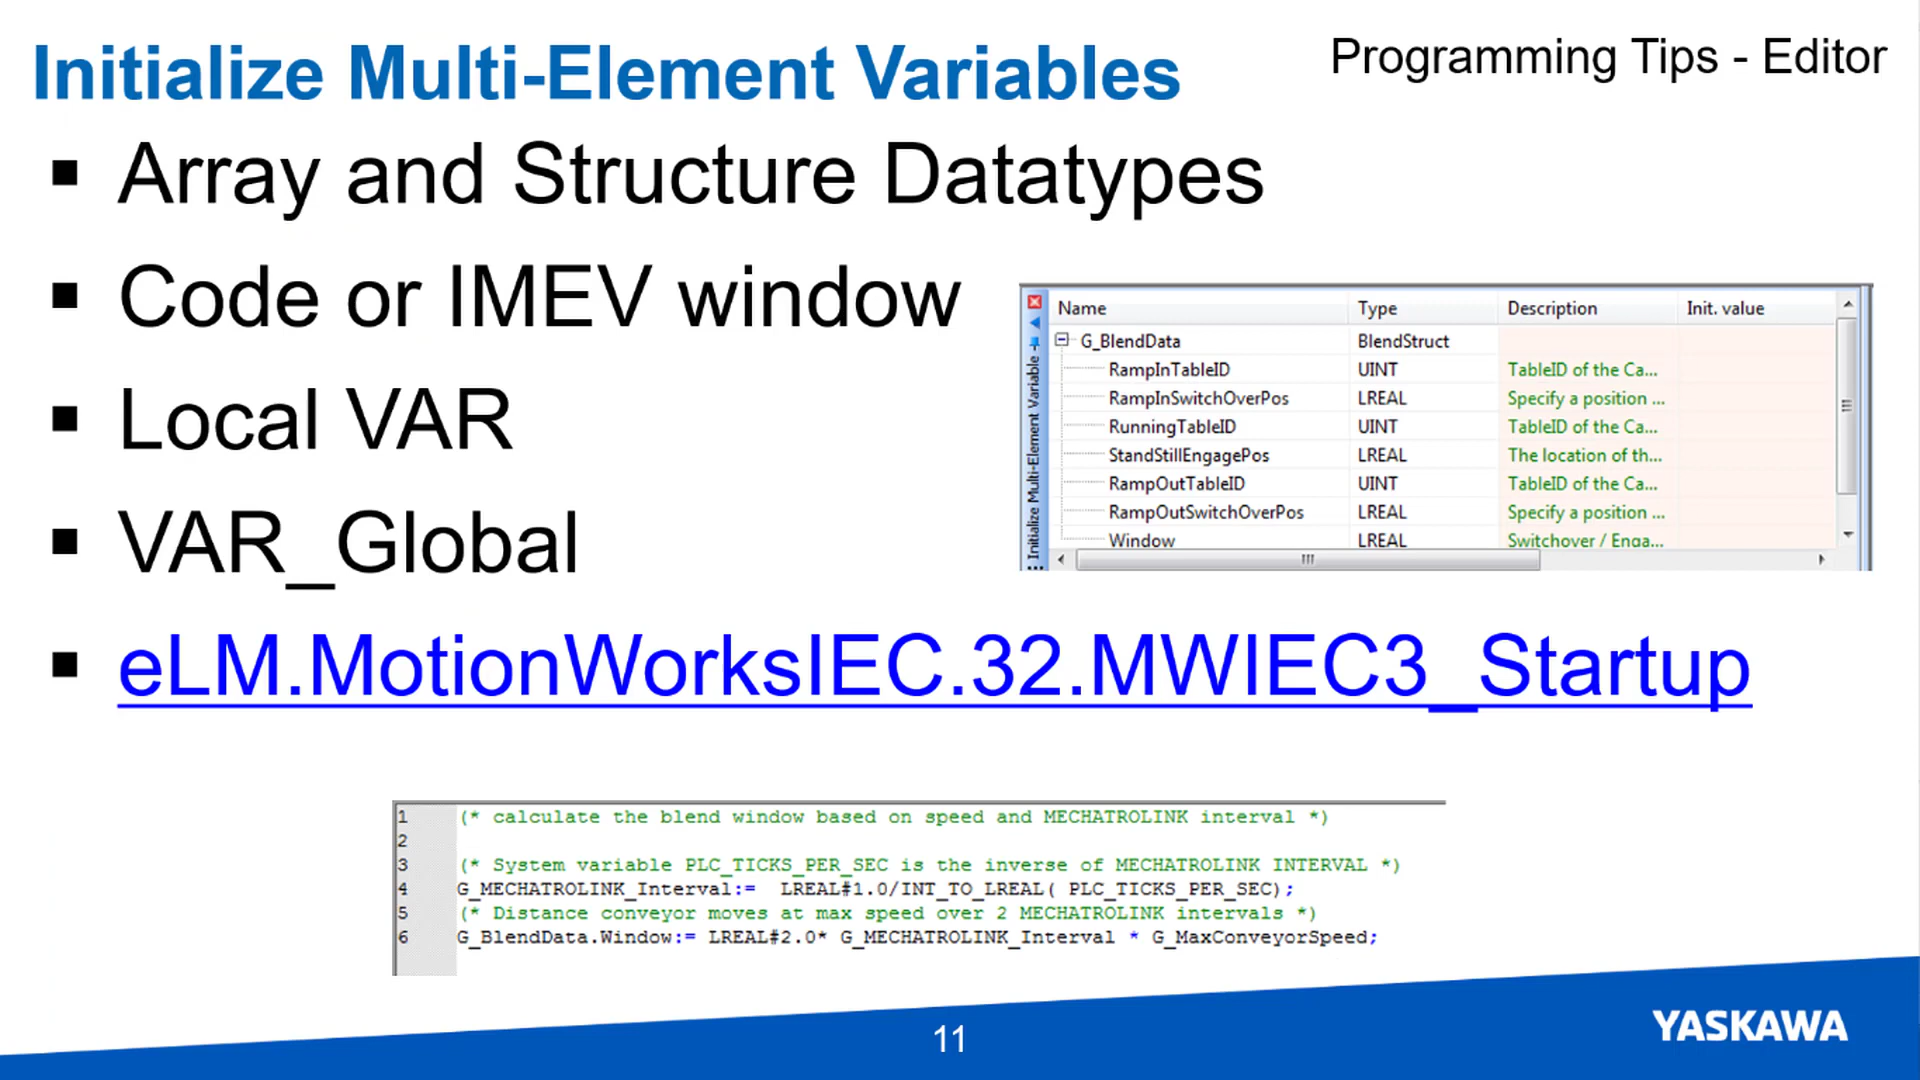 Initialize Multi-Element Variables
Programming Tips - Editor
▪ Array and Structure Datatypes
▪ Code or IMEV window
▪ Local VAR
▪ VAR_Global
▪ eLM.MotionWorksIEC.32.MWIEC3_Startup
: Initialize Multi-Element Variable
Name Type Description Init. value
G_BlendData BlendStruct
RampInTableID UINT TableID of the Ca...
RampInSwitchOverPos LREAL Specify a position ...
RunningTableID UINT TableID of the Ca...
StandStillEngagePos LREAL The location of th...
RampOutTableID UINT TableID of the Ca...
RampOutSwitchOverPos LREAL Specify a position ...
Window LREAL Switchover / Enga...
1 (* calculate the blend window based on speed and MECHATROLINK interval *)
2
3 (* System variable PLC_TICKS_PER_SEC is the inverse of MECHATROLINK INTERVAL *)
4 G_MECHATROLINK_Interval:= LREAL#1.0/INT_TO_LREAL( PLC_TICKS_PER_SEC);
5 (* Distance conveyor moves at max speed over 2 MECHATROLINK intervals *)
6 G_BlendData.Window:= LREAL#2.0* G_MECHATROLINK_Interval * G_MaxConveyorSpeed;
11
YASKAWA